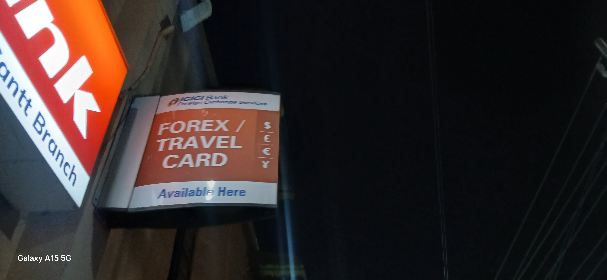 nk
antt Branch
ICICI Bank
Foreign Exchange Services
FOREX /
TRAVEL
CARD
$
£
€
¥
Available Here
Galaxy A15 5G